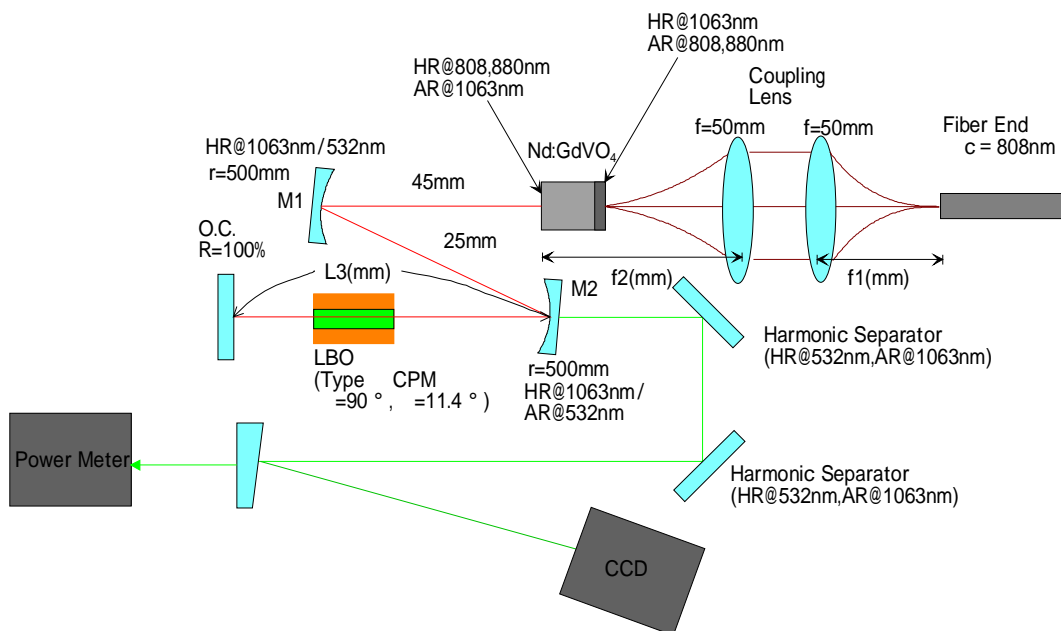 HR@1063nm
AR@808,880nm
HR@808,880nm
AR@1063nm
Coupling
Lens
f=50mm
f=50mm
Fiber End
c = 808nm
Nd:GdVO4
HR@1063nm/532nm
r=500mm
M1
45mm
O.C.
R=100%
25mm
L3(mm)
f2(mm)
f1(mm)
M2
Harmonic Separator
(HR@532nm,AR@1063nm)
LBO
(Type CPM
=90 ° , =11.4 ° )
r=500mm
HR@1063nm/
AR@532nm
Power Meter
Harmonic Separator
(HR@532nm,AR@1063nm)
CCD